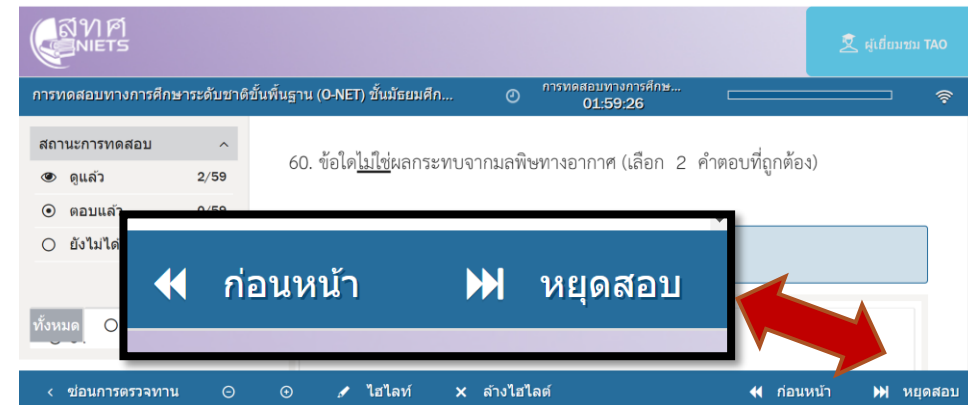 สทศ
NIETS
ผู้เยี่ยมชม TAO
การทดสอบทางการศึกษาระดับชาติขั้นพื้นฐาน (O-NET) ชั้นมัธยมศึก...
การทดสอบทางการศึกษ...
01:59:26
สถานะการทดสอบ
60. ข้อใดไม่ใช่ผลกระทบจากมลพิษทางอากาศ (เลือก 2 คำตอบที่ถูกต้อง)
ดูแล้ว 2/59
ตอบแล้ว 0/59
ยังไม่ได้
ก่อนหน้า หยุดสอบ
ทั้งหมด
ซ่อนการตรวจทาน ไฮไลท์ ล้างไฮไลต์ ก่อนหน้า หยุดสอบ